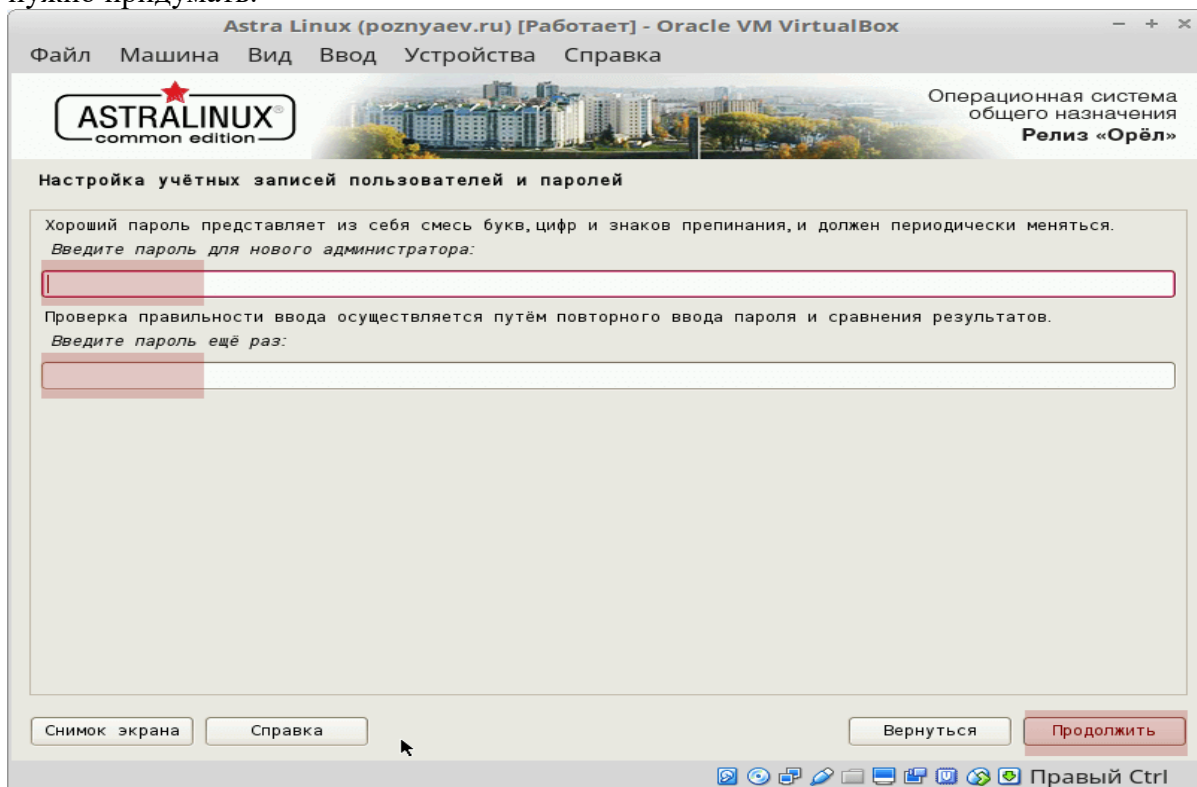 нужно придумать.
Astra Linux (poznyaev.ru) [Работает] - Oracle VM VirtualBox
Файл Машина Вид Ввод Устройства Справка
ASTRALINUX®
common edition
Операционная система
общего назначения
Релиз «Орёл»
Настройка учётных записей пользователей и паролей
Хороший пароль представляет из себя смесь букв, цифр и знаков препинания, и должен периодически меняться.
Введите пароль для нового администратора:
Проверка правильности ввода осуществляется путём повторного ввода пароля и сравнения результатов.
Введите пароль ещё раз:
Снимок экрана Справка Вернуться Продолжить
Правый Ctrl